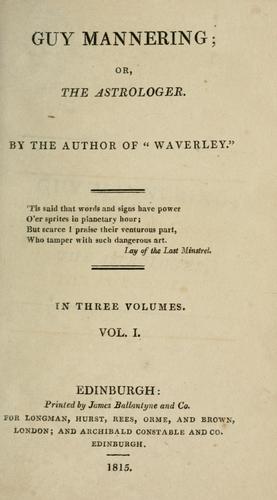 GUY MANNERING;
OR,
THE ASTROLOGER.
BY THE AUTHOR OF " WAVERLEY."
'Tis said that words and signs have power
O'er sprites in planetary hour;
But scarce I praise their venturous part,
Who tamper with such dangerous art.
Lay of the Last Minstrel.
IN THREE VOLUMES.
VOL. I.
EDINBURGH:
Printed by James Ballantyne and Co.
FOR LONGMAN, HURST, REES, ORME, AND BROWN,
LONDON; AND ARCHIBALD CONSTABLE AND CO.
EDINBURGH.
1815.